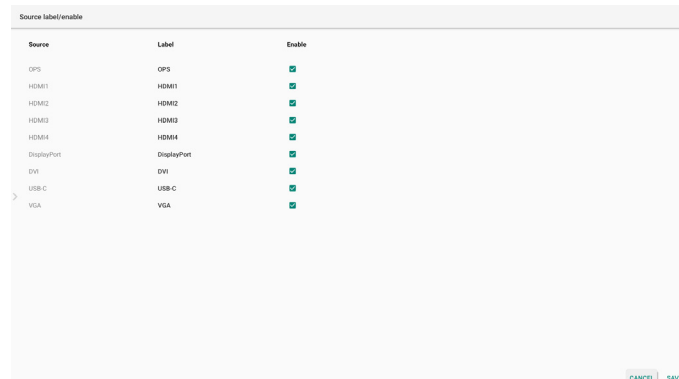 Source label/enable
Source Label Enable
OPS OPS
HDMI1 HDMI1
HDMI2 HDMI2
HDMI3 HDMI3
HDMI4 HDMI4
DisplayPort DisplayPort
DVI DVI
USB-C USB-C
VGA VGA
CANCEL SAV